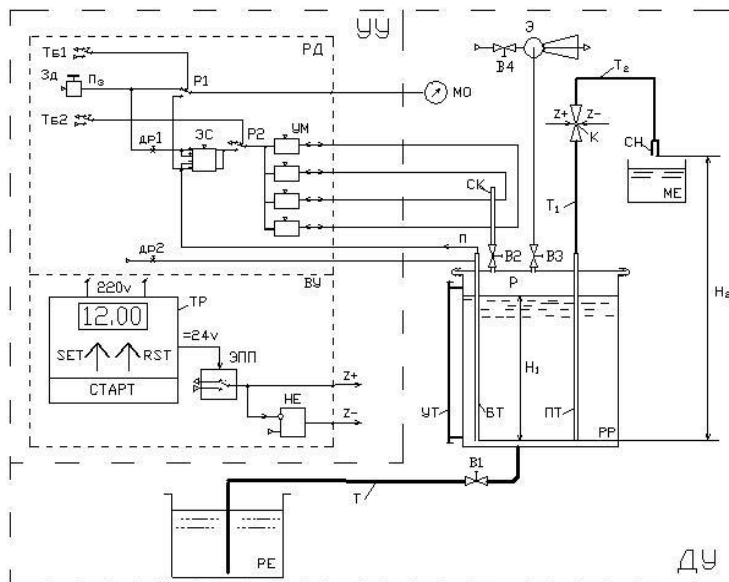 УУ
РД
Тб1
Зд
Пз
Р1
МО
Тб2
др1
ЭС
Р2
УМ
СК
П
др2
В2
В3
Э
В4
Т₂
Z+
Z-
К
СН
МЕ
Т₁
Н₂
Р
ВУ
220v
12.00
ТР
=24v
SET
RST
СТАРТ
ЭПП
НЕ
Z+
Z-
Н₁
УТ
БТ
ПТ
РР
В1
Т
РЕ
ДУ